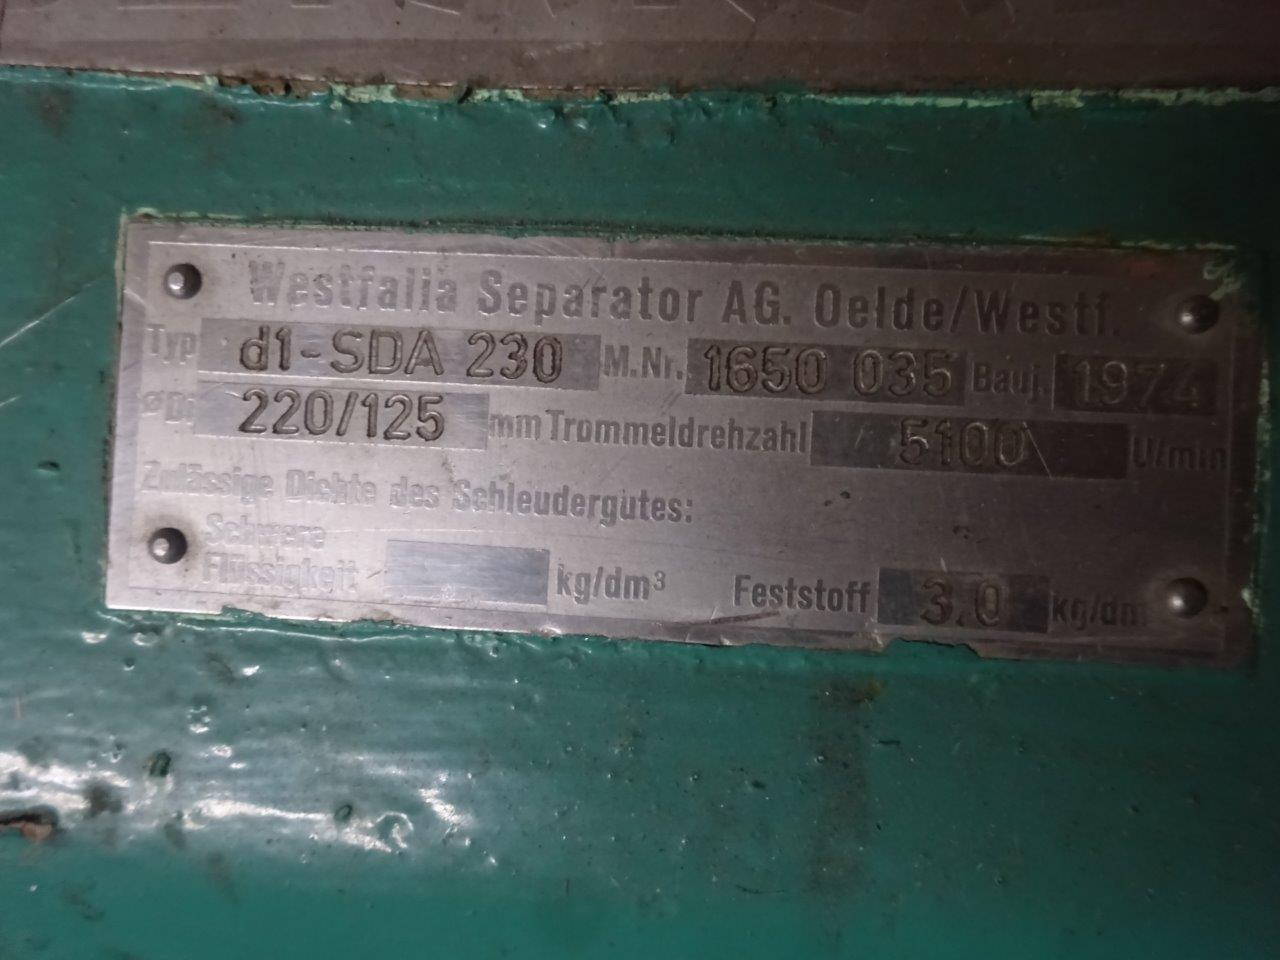 Westfalia Separator AG. Oelde/Westf.
Typ d1-SDA 230 M.Nr. 1650 035 Bauj. 1974
ø Di 220/125 mm Trommeldrehzahl 5100 U/min
Zulässige Dichte des Schleudergutes:
Schwere
Flüssigkeit kg/dm³ Feststoff 3.0 kg/dm